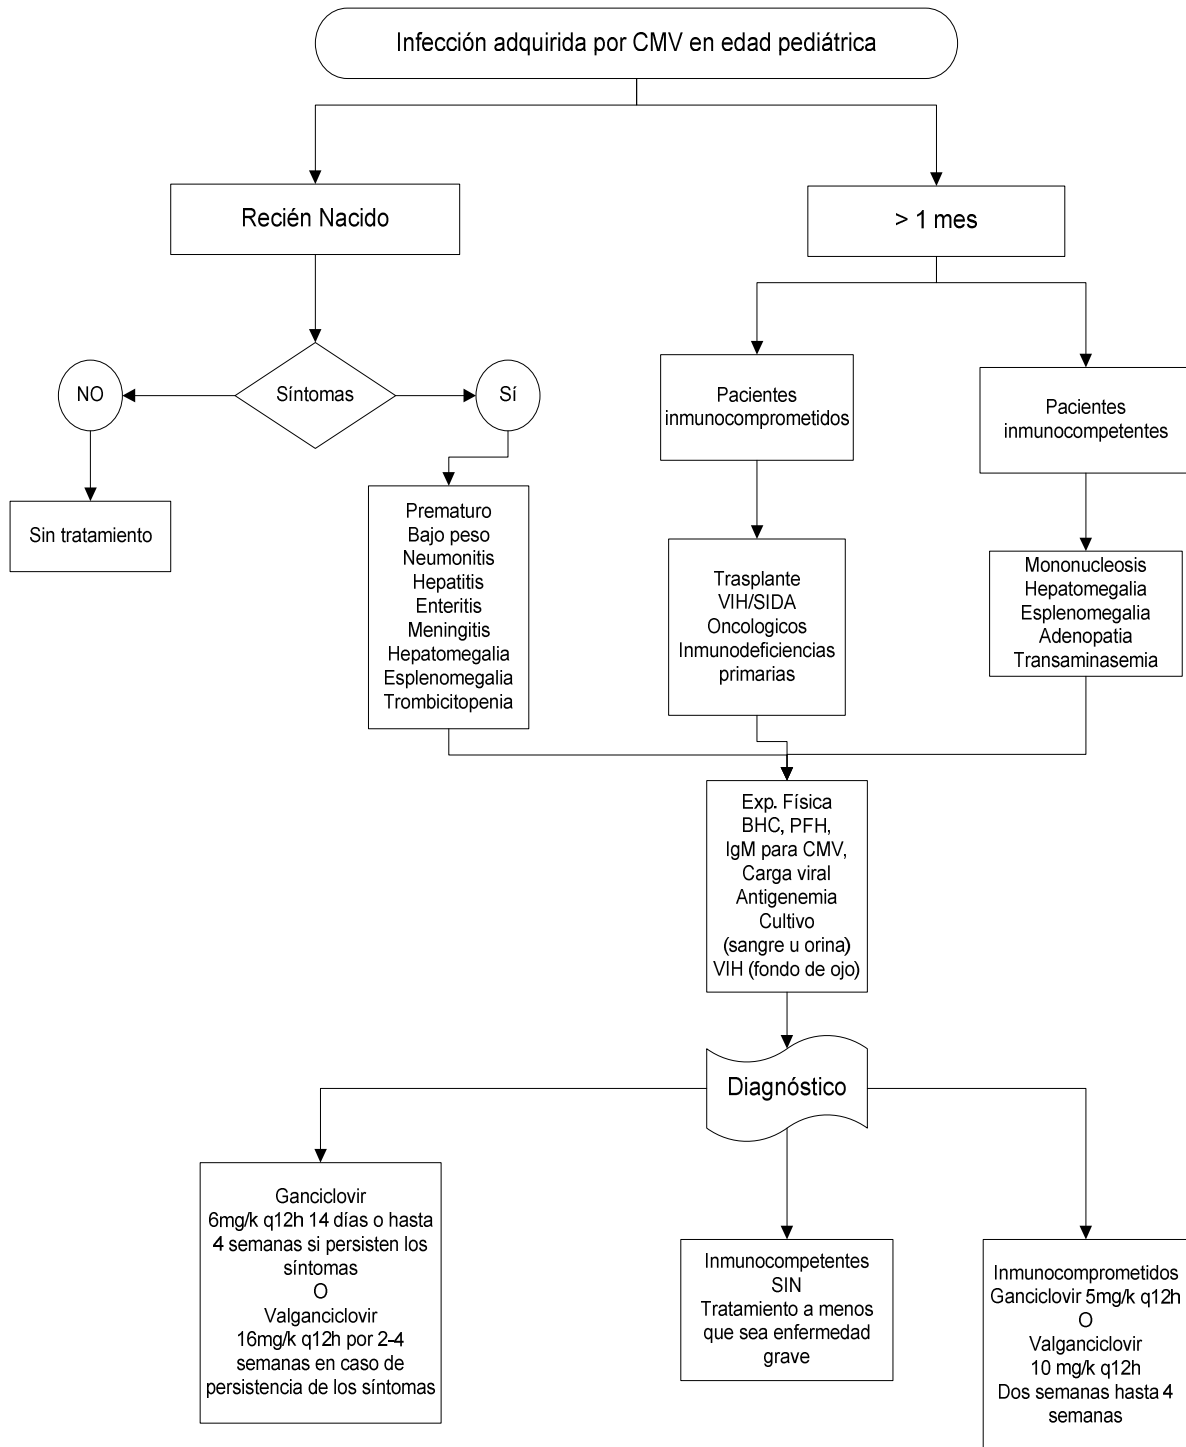 Infección adquirida por CMV en edad pediátrica
Recién Nacido
> 1 mes
NO
Síntomas
Sí
Sin tratamiento
Prematuro
Bajo peso
Neumonitis
Hepatitis
Enteritis
Meningitis
Hepatomegalia
Esplenomegalia
Trombicitopenia
Pacientes
inmunocomprometidos
Pacientes
inmunocompetentes
Trasplante
VIH/SIDA
Oncologicos
Inmunodeficiencias
primarias
Mononucleosis
Hepatomegalia
Esplenomegalia
Adenopatia
Transaminasemia
Exp. Física
BHC, PFH,
IgM para CMV,
Carga viral
Antigenemia
Cultivo
(sangre u orina)
VIH (fondo de ojo)
Diagnóstico
Ganciclovir
6mg/k q12h 14 días o hasta
4 semanas si persisten los
síntomas
O
Valganciclovir
16mg/k q12h por 2-4
semanas en caso de
persistencia de los síntomas
Inmunocompetentes
SIN
Tratamiento a menos
que sea enfermedad
grave
Inmunocomprometidos
Ganciclovir 5mg/k q12h
O
Valganciclovir
10 mg/k q12h
Dos semanas hasta 4
semanas